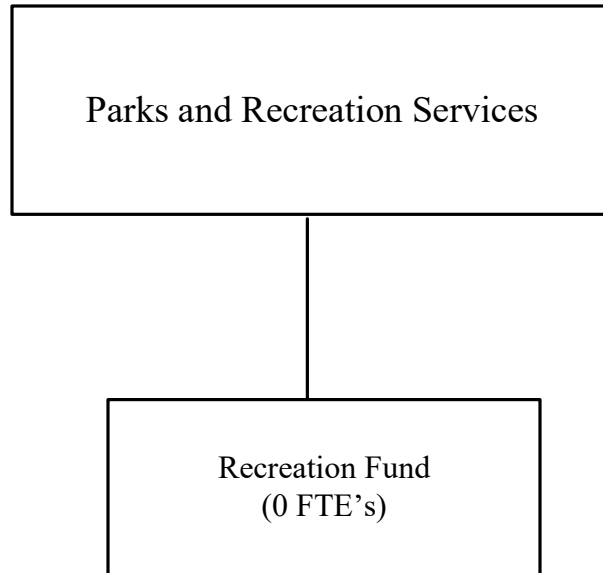 Parks and Recreation Services
Recreation Fund
(0 FTE’s)